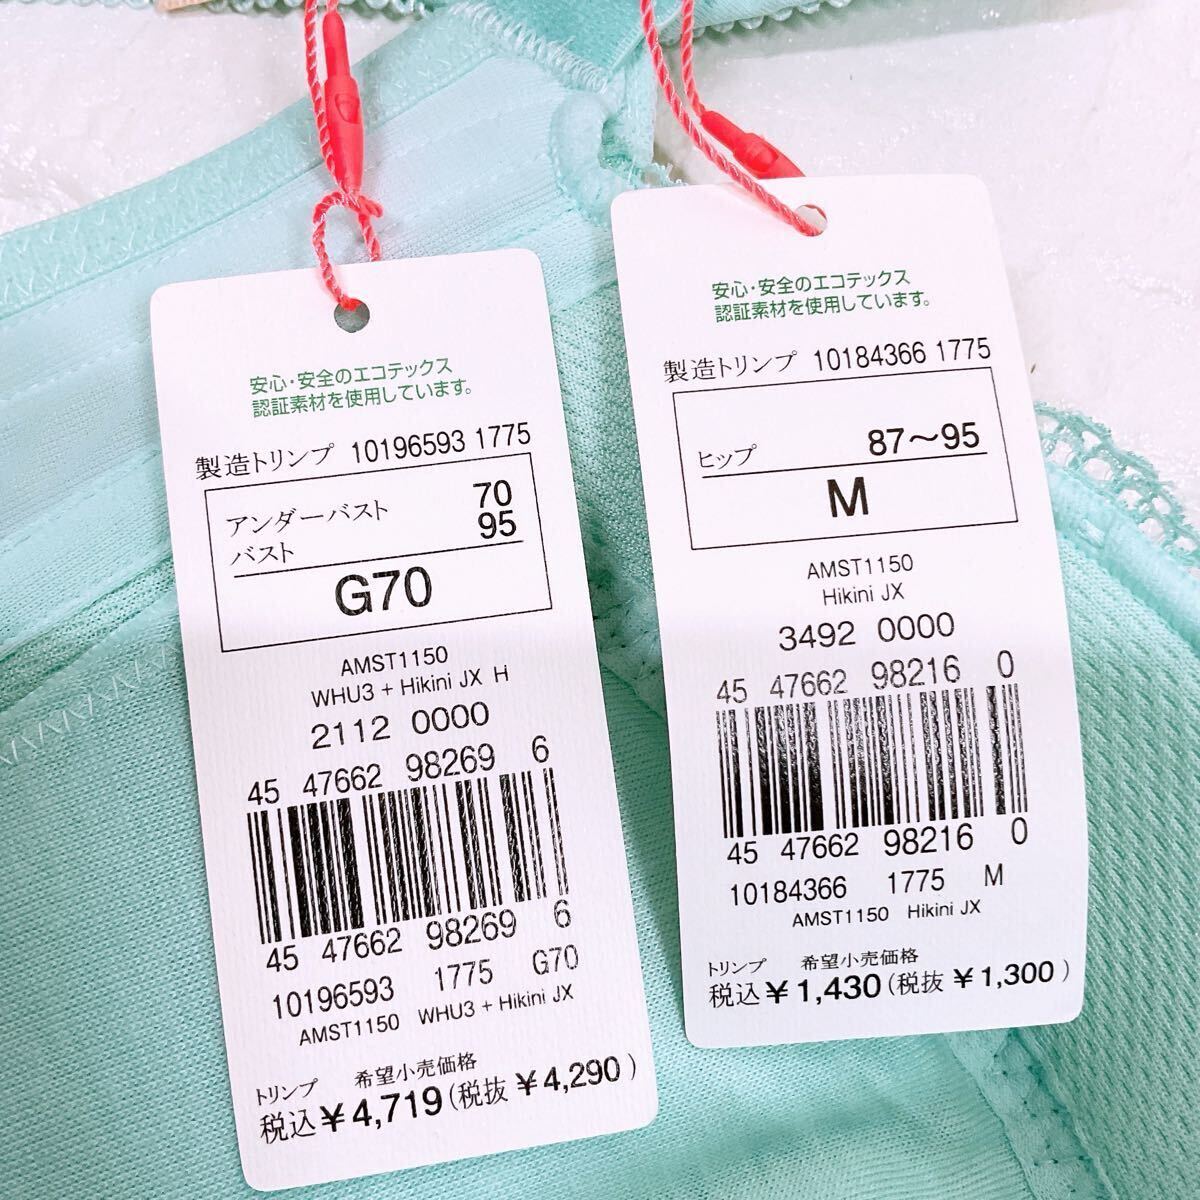 安心・安全のエコテックス
認証素材を使用しています。
製造トリンプ 10196593 1775
アンダーバスト 70
バスト 95
G70
AMST1150
WHU3 + Hikini JX H
2112 0000
45 47662 98269 6
45 47662 98269 6
10196593 1775 G70
AMST1150 WHU3 + Hikini JX
トリンプ 希望小売価格
税込¥4,719(税抜 ¥4,290)
安心・安全のエコテックス
認証素材を使用しています。
製造トリンプ 10184366 1775
ヒップ 87〜95
M
AMST1150
Hikini JX
3492 0000
45 47662 98216 0
45 47662 98216 0
10184366 1775 M
AMST1150 Hikini JX
トリンプ 希望小売価格
税込¥1,430(税抜 ¥1,300)